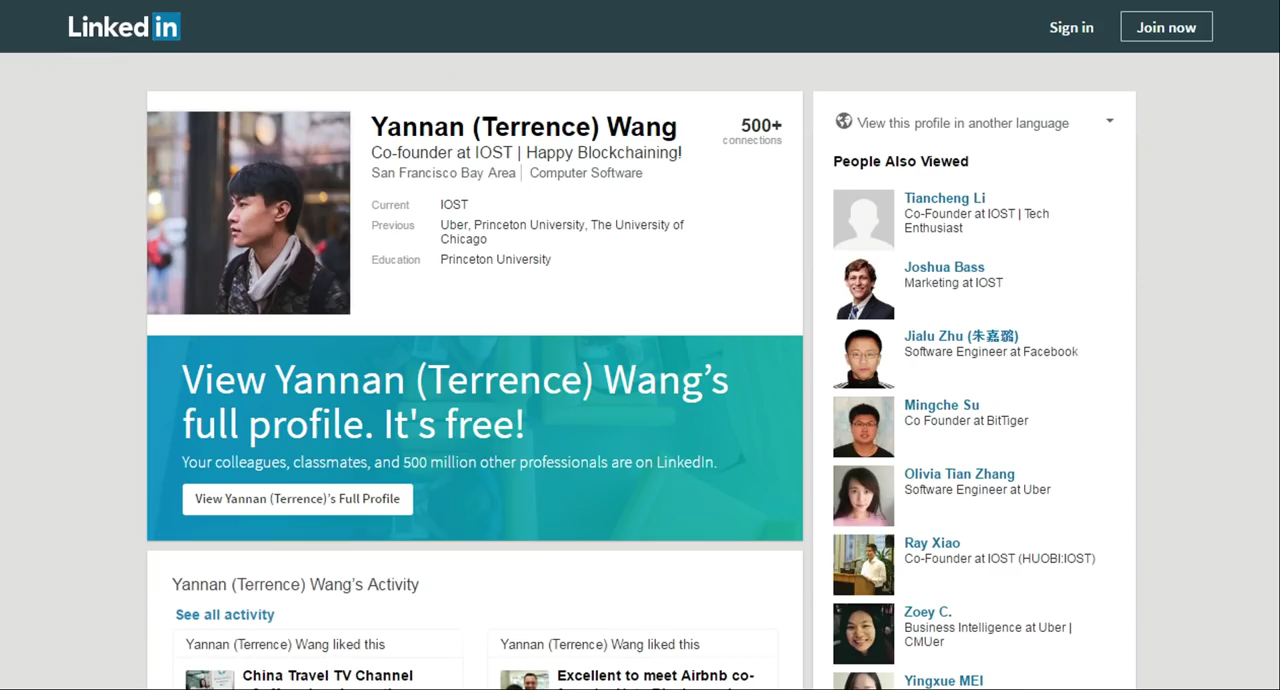 Linked in
Sign in
Join now
Yannan (Terrence) Wang
Co-founder at IOST | Happy Blockchaining!
San Francisco Bay Area | Computer Software
500+
connections
Current IOST
Previous Uber, Princeton University, The University of
Chicago
Education Princeton University
View Yannan (Terrence) Wang’s
full profile. It's free!
Your colleagues, classmates, and 500 million other professionals are on LinkedIn.
View Yannan (Terrence)'s Full Profile
Yannan (Terrence) Wang’s Activity
See all activity
Yannan (Terrence) Wang liked this
China Travel TV Channel
Yannan (Terrence) Wang liked this
Excellent to meet Airbnb co-
View this profile in another language
People Also Viewed
Tiancheng Li
Co-Founder at IOST | Tech
Enthusiast
Joshua Bass
Marketing at IOST
Jialu Zhu (朱嘉璐)
Software Engineer at Facebook
Mingche Su
Co Founder at BitTiger
Olivia Tian Zhang
Software Engineer at Uber
Ray Xiao
Co-Founder at IOST (HUOBI:IOST)
Zoey C.
Business Intelligence at Uber |
CMUer
Yingxue MEI